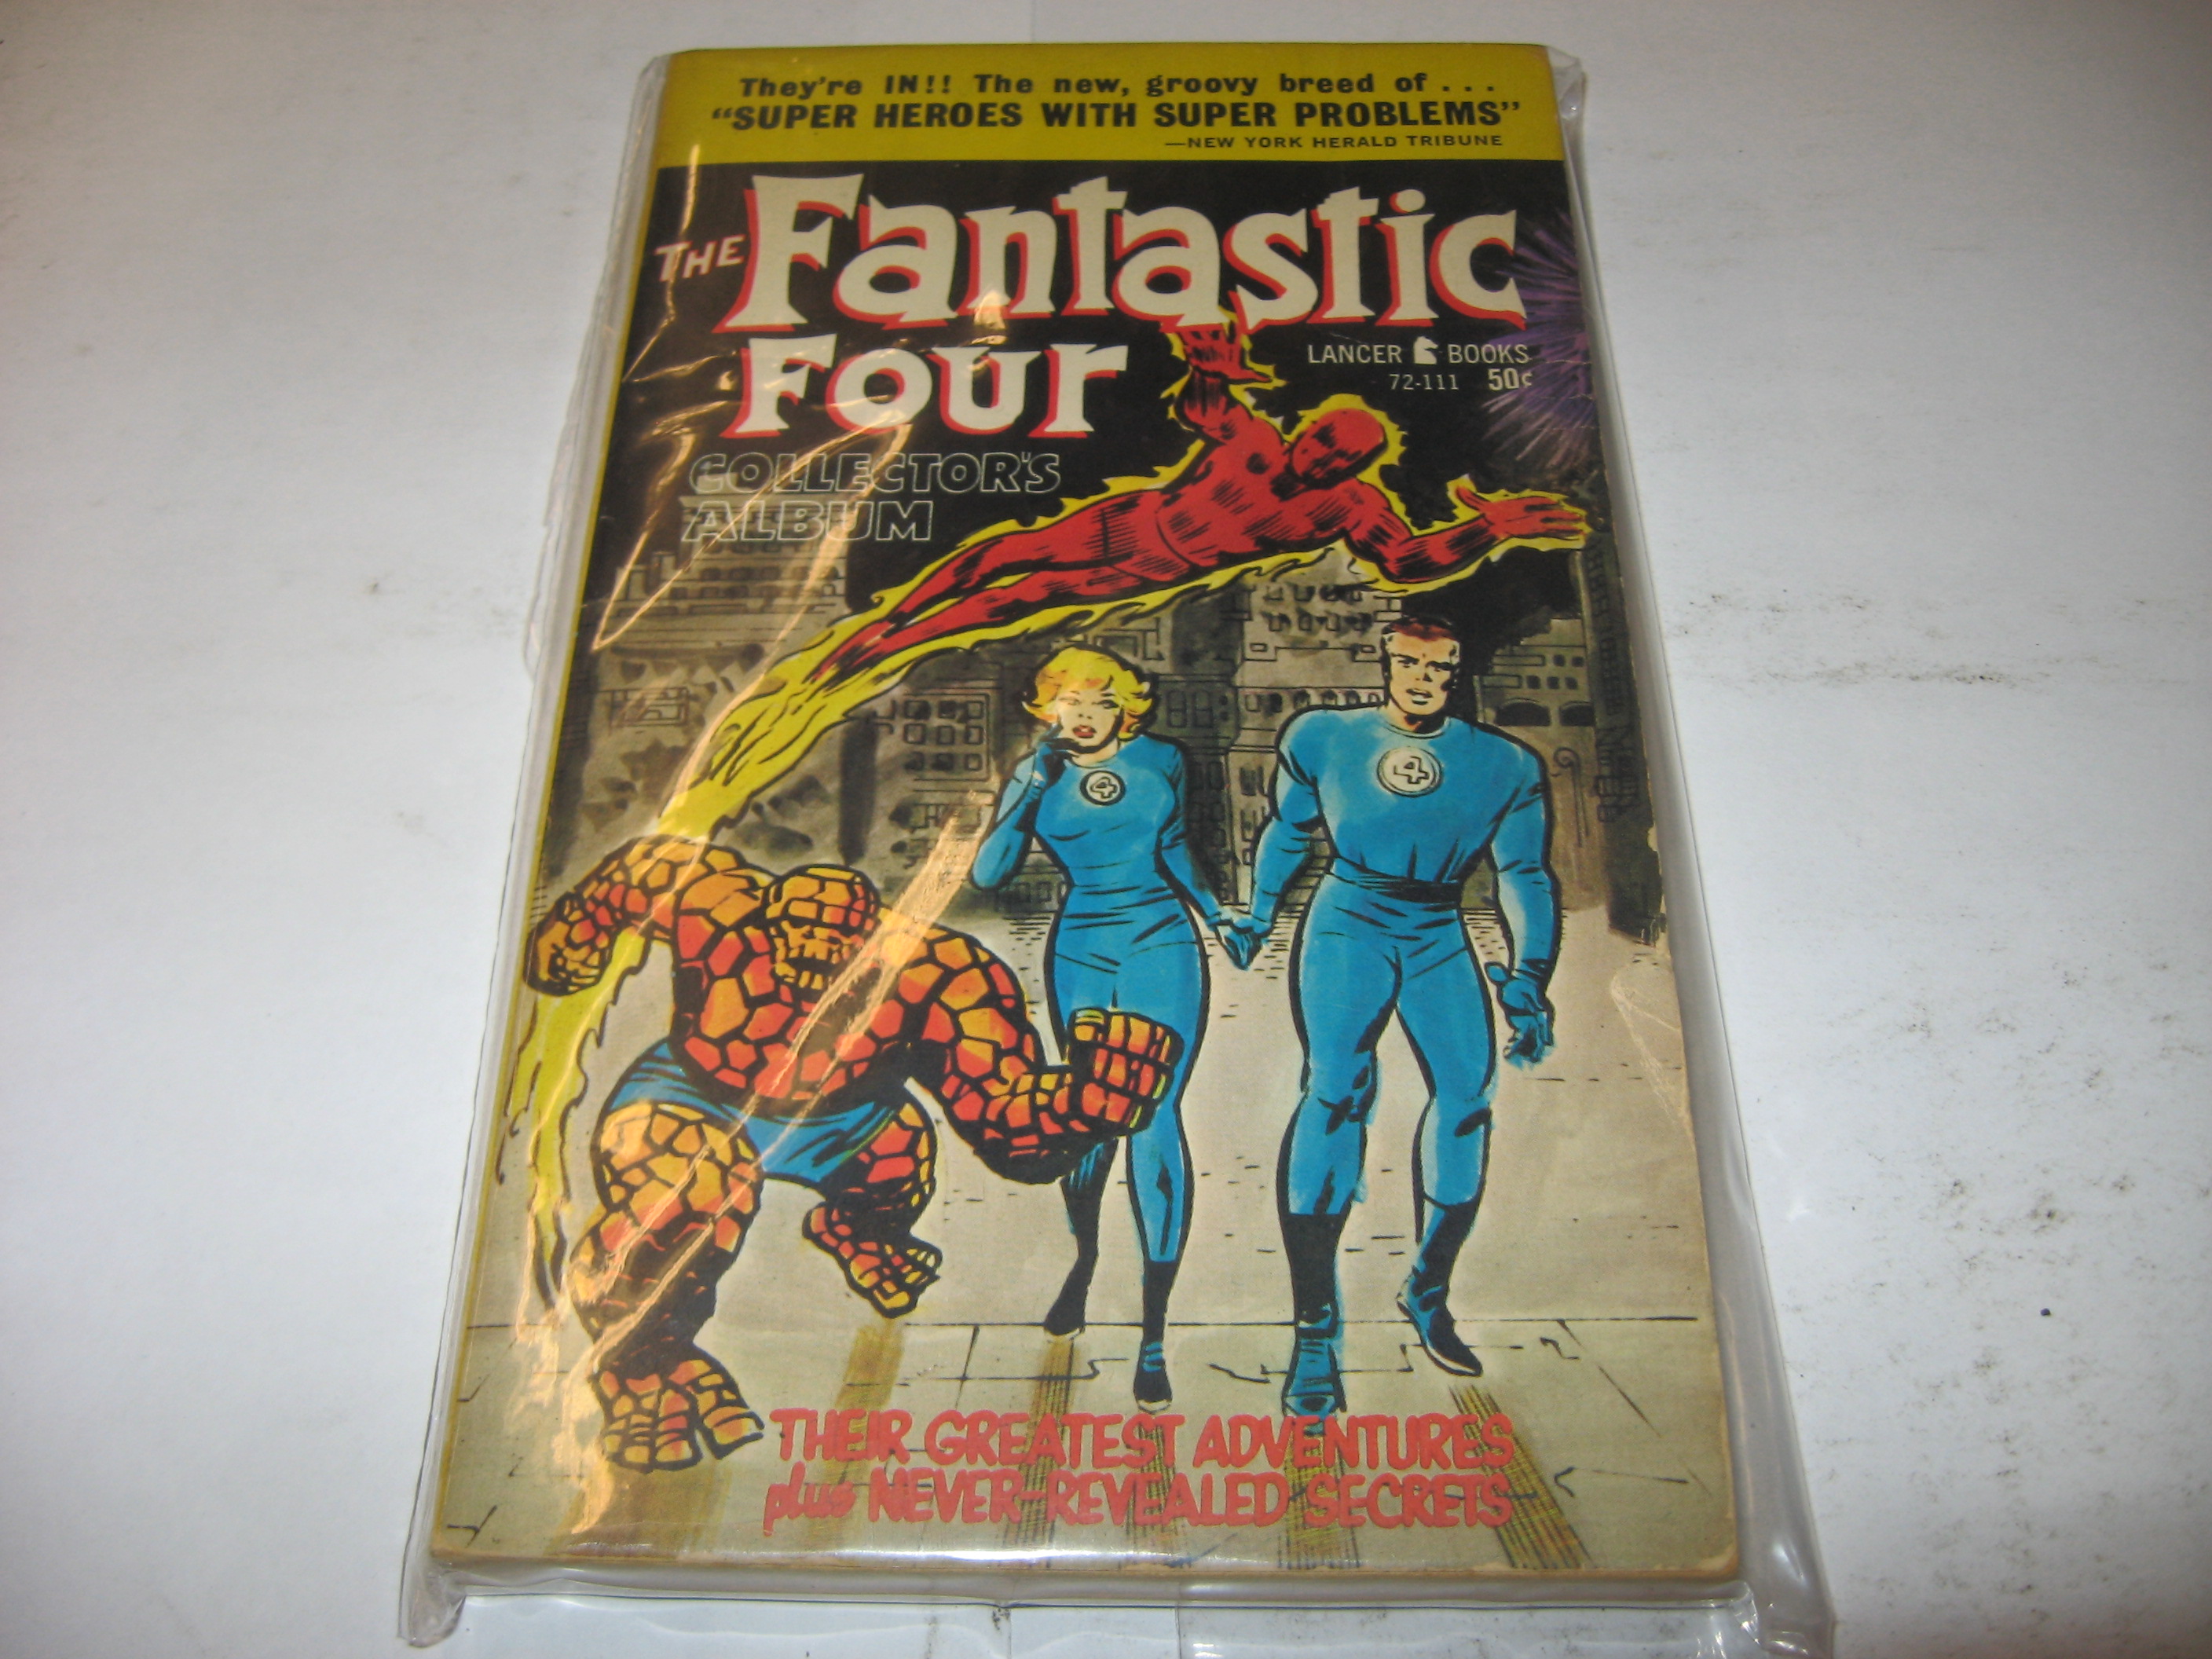 They're IN!! The new, groovy breed of . . .
"SUPER HEROES WITH SUPER PROBLEMS"
—NEW YORK HERALD TRIBUNE
THE Fantastic
Four
LANCER BOOKS
72-111 50¢
COLLECTOR'S
ALBUM
4
4
THEIR GREATEST ADVENTURES
plus NEVER-REVEALED SECRETS